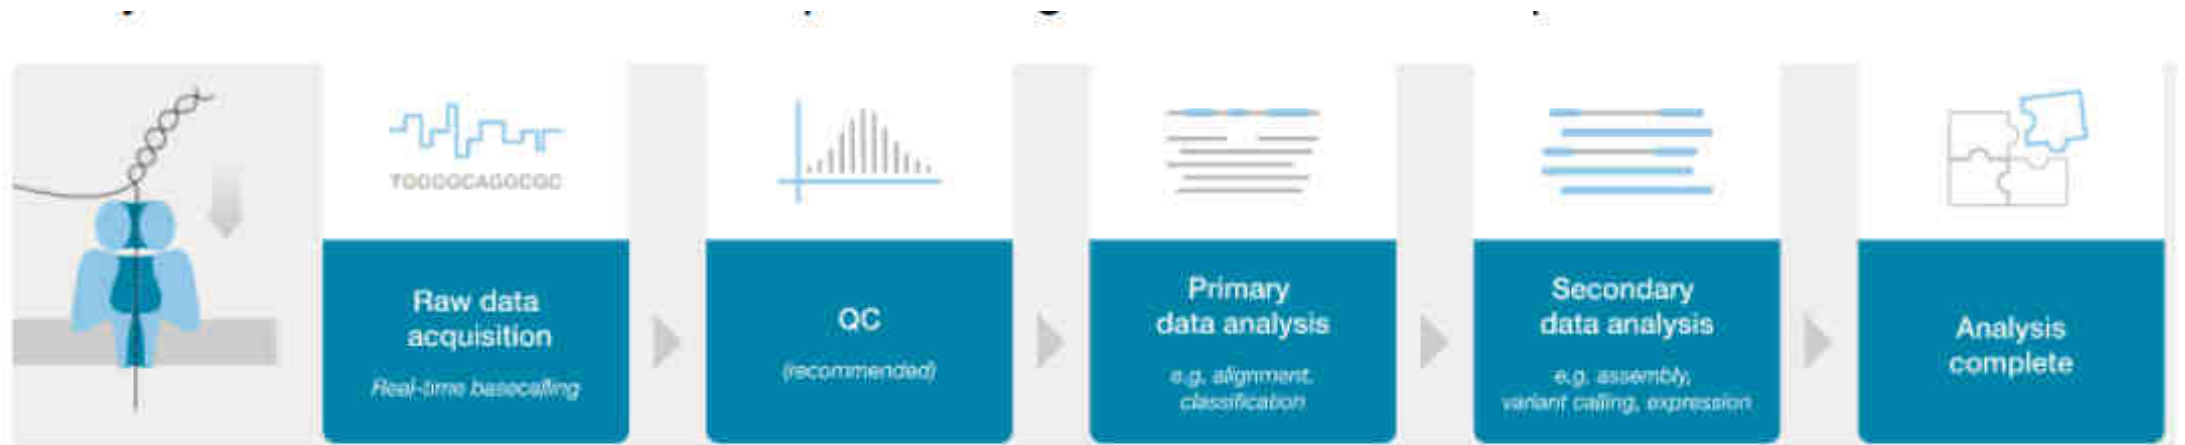 Raw data
acquisition
Real-time basecalling
QC
(recommended)
Primary
data analysis
e.g. alignment,
classification
Secondary
data analysis
e.g. assembly,
variant calling, expression
Analysis
complete